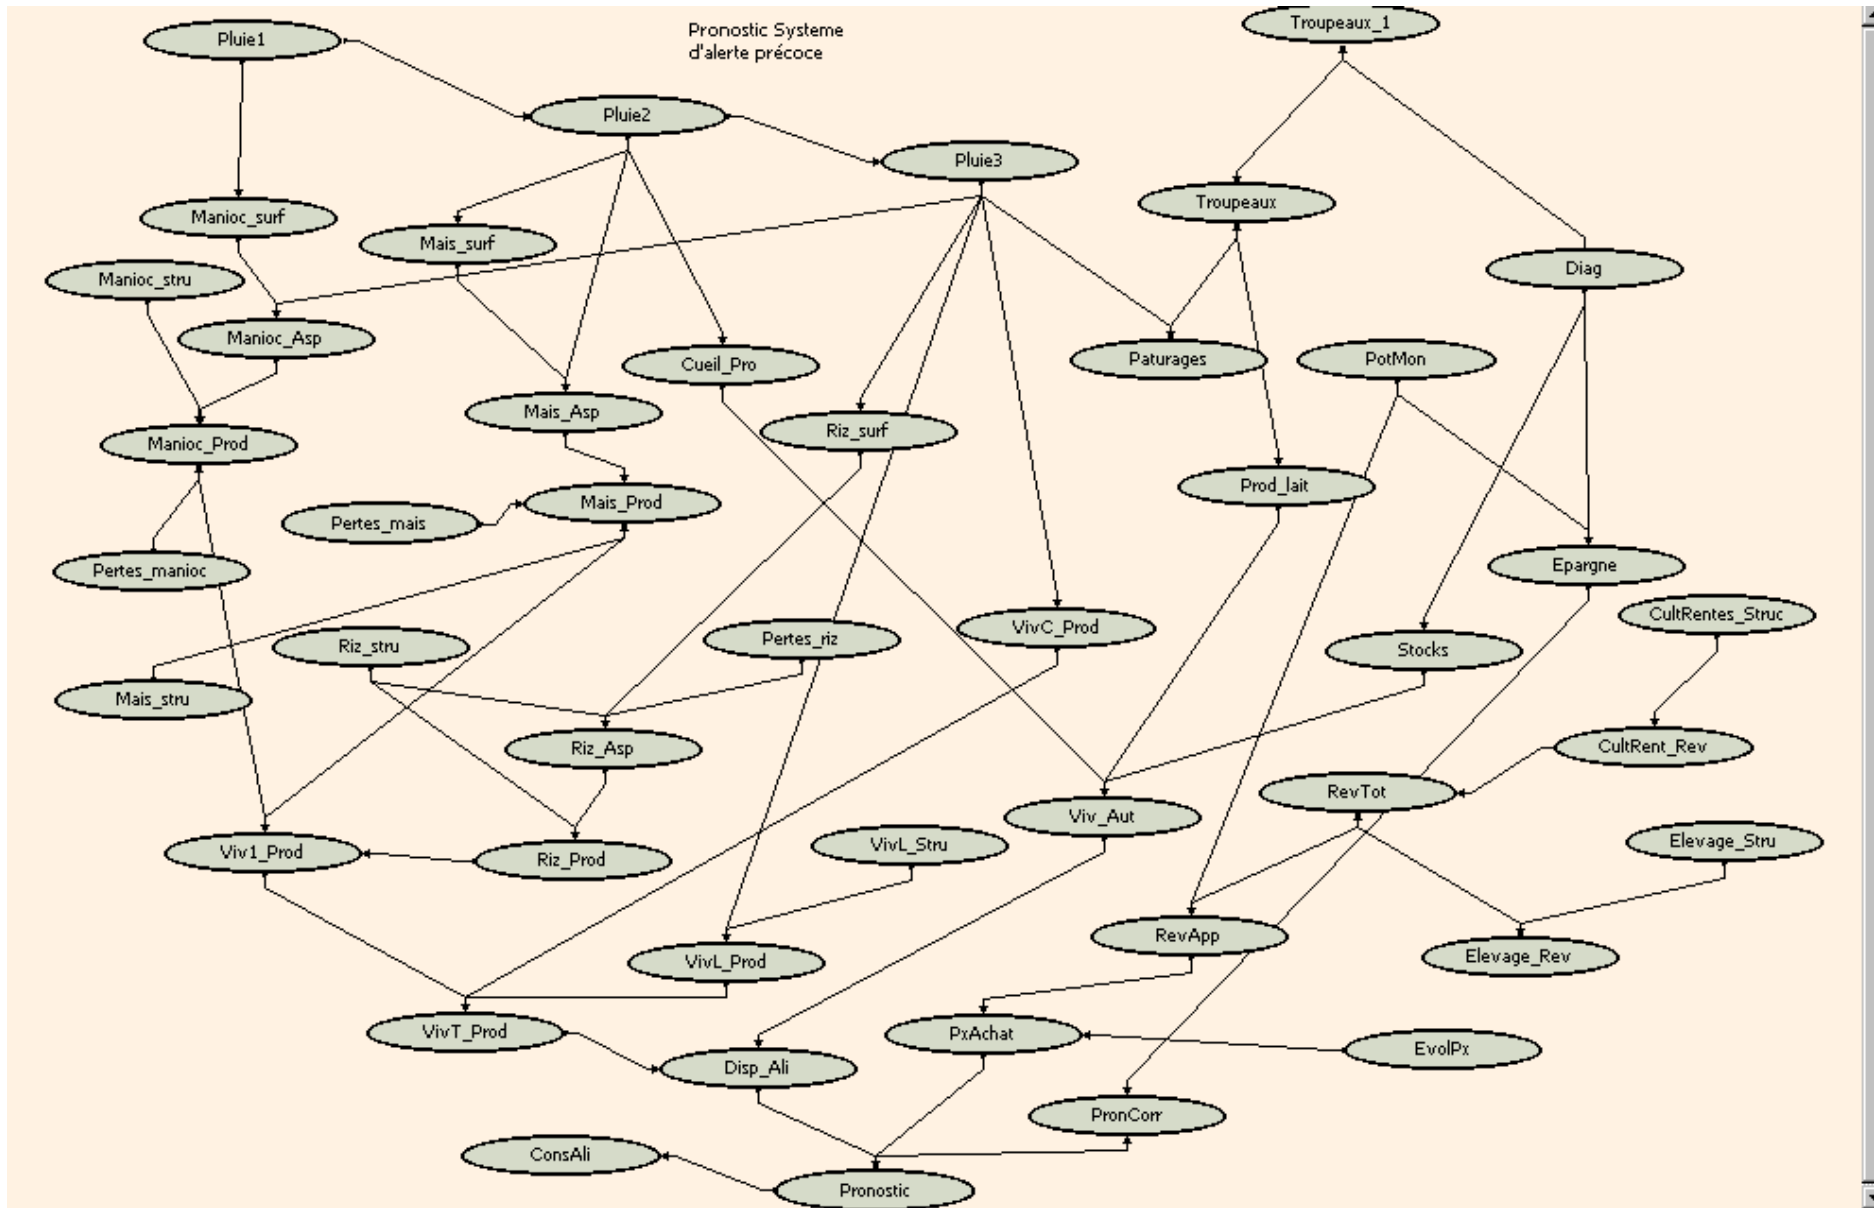 Troupeaux_1
Pluie1
Pronostic Systeme
d'alerte précoce
Pluie2
Pluie3
Troupeaux
Manioc_surf
Mais_surf
Diag
Manioc_stru
Manioc_Asp
Cueil_Pro
Paturages
PotMon
Mais_Asp
Riz_surf
Manioc_Prod
Prod_lait
Mais_Prod
Pertes_mais
Pertes_manioc
Epargne
CultRentes_Struc
VivC_Prod
Pertes_riz
Riz_stru
Stocks
Mais_stru
Riz_Asp
CultRent_Rev
RevTot
Viv_Aut
VivL_Stru
Elevage_Stru
Viv1_Prod
Riz_Prod
RevApp
Elevage_Rev
VivL_Prod
VivT_Prod
PxAchat
EvolPx
Disp_Ali
PronCorr
ConsAli
Pronostic